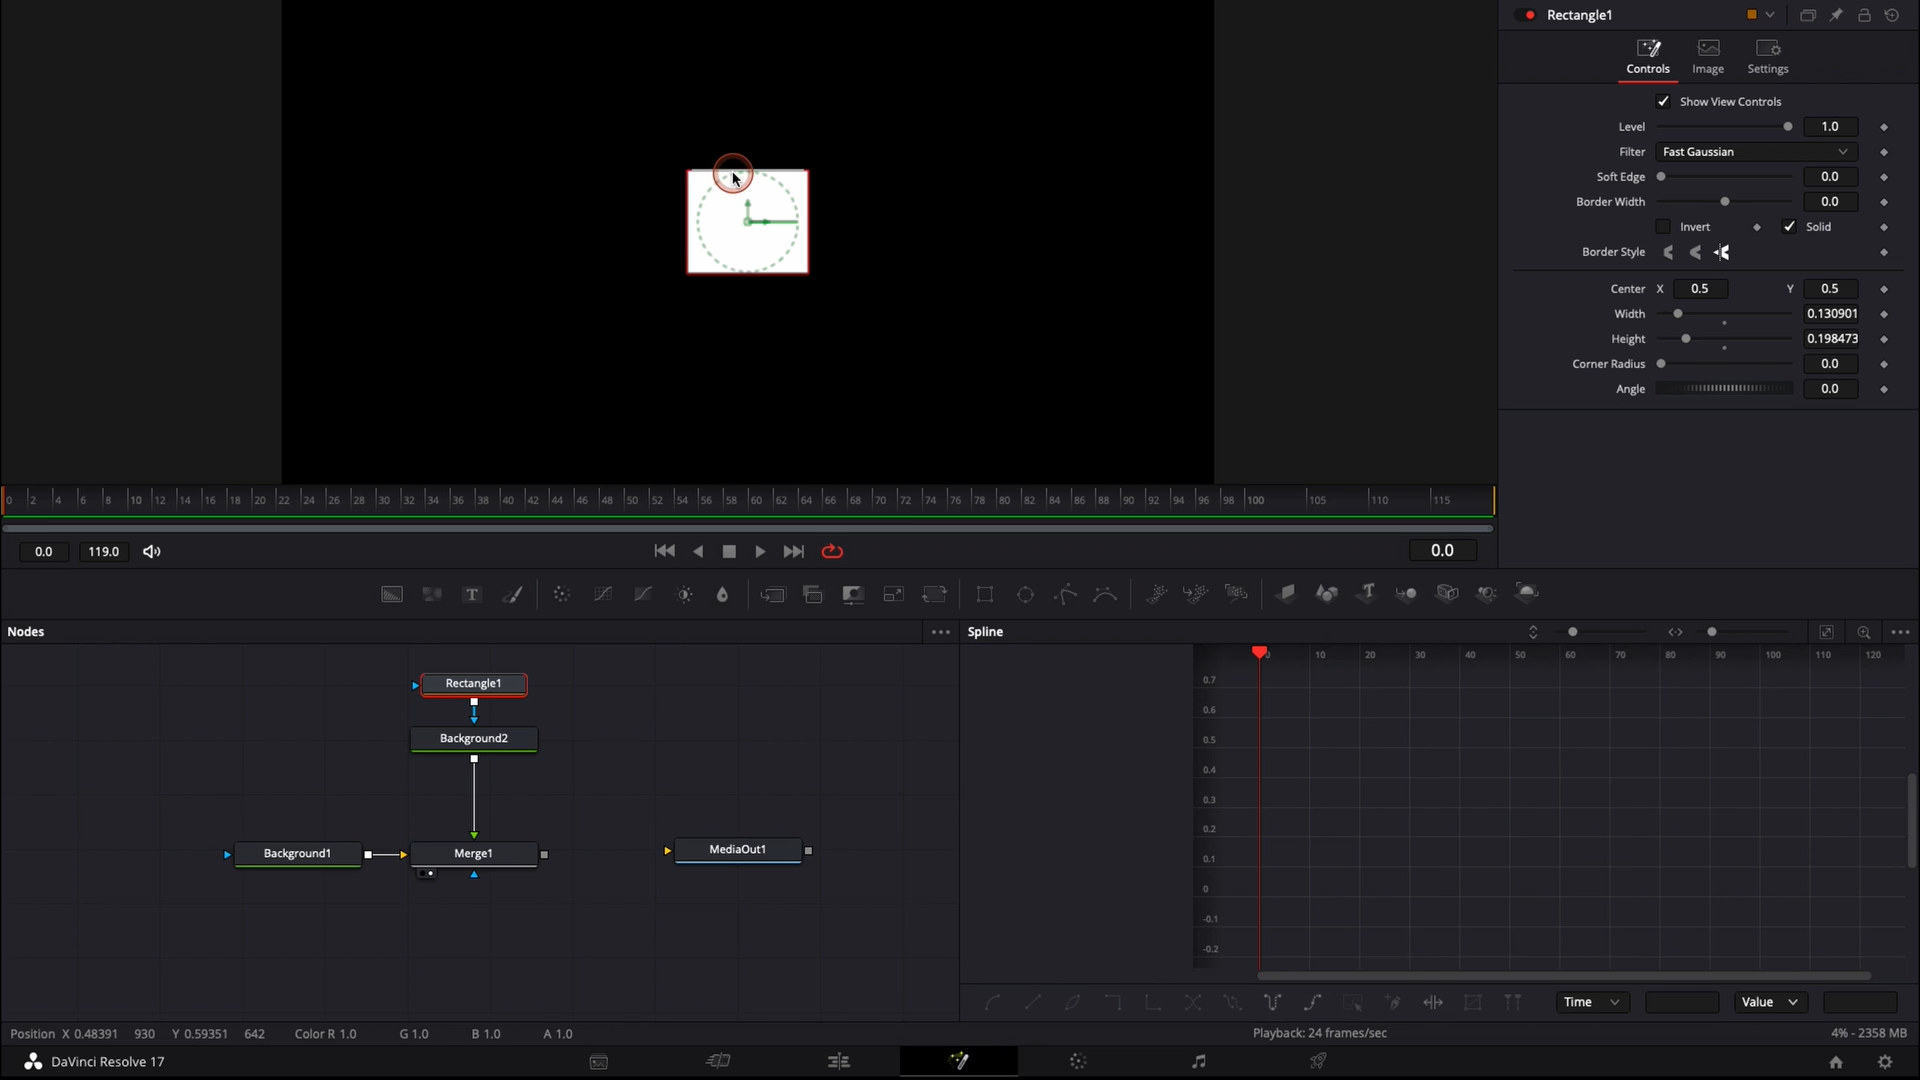 Rectangle1
Controls Image Settings
Show View Controls
Level 1.0
Filter Fast Gaussian
Soft Edge 0.0
Border Width 0.0
Invert Solid
Border Style
Center X 0.5 Y 0.5
Width 0.130901
Height 0.198473
Corner Radius 0.0
Angle 0.0
0 2 4 6 8 10 12 14 16 18 20 22 24 26 28 30 32 34 36 38 40 42 44 46 48 50 52 54 56 58 60 62 64 66 68 70 72 74 76 78 80 82 84 86 88 90 92 94 96 98 100 105 110 115
0.0 119.0 0.0
Nodes
Rectangle1
Background2
Background1 Merge1 MediaOut1
Spline
0 10 20 30 40 50 60 70 80 90 100 110 120
0.7
0.6
0.5
0.4
0.3
0.2
0.1
0
-0.1
-0.2
Time Value
Position X 0.48391 930 Y 0.59351 642 Color R 1.0 G 1.0 B 1.0 A 1.0 Playback: 24 frames/sec 4% - 2358 MB
DaVinci Resolve 17